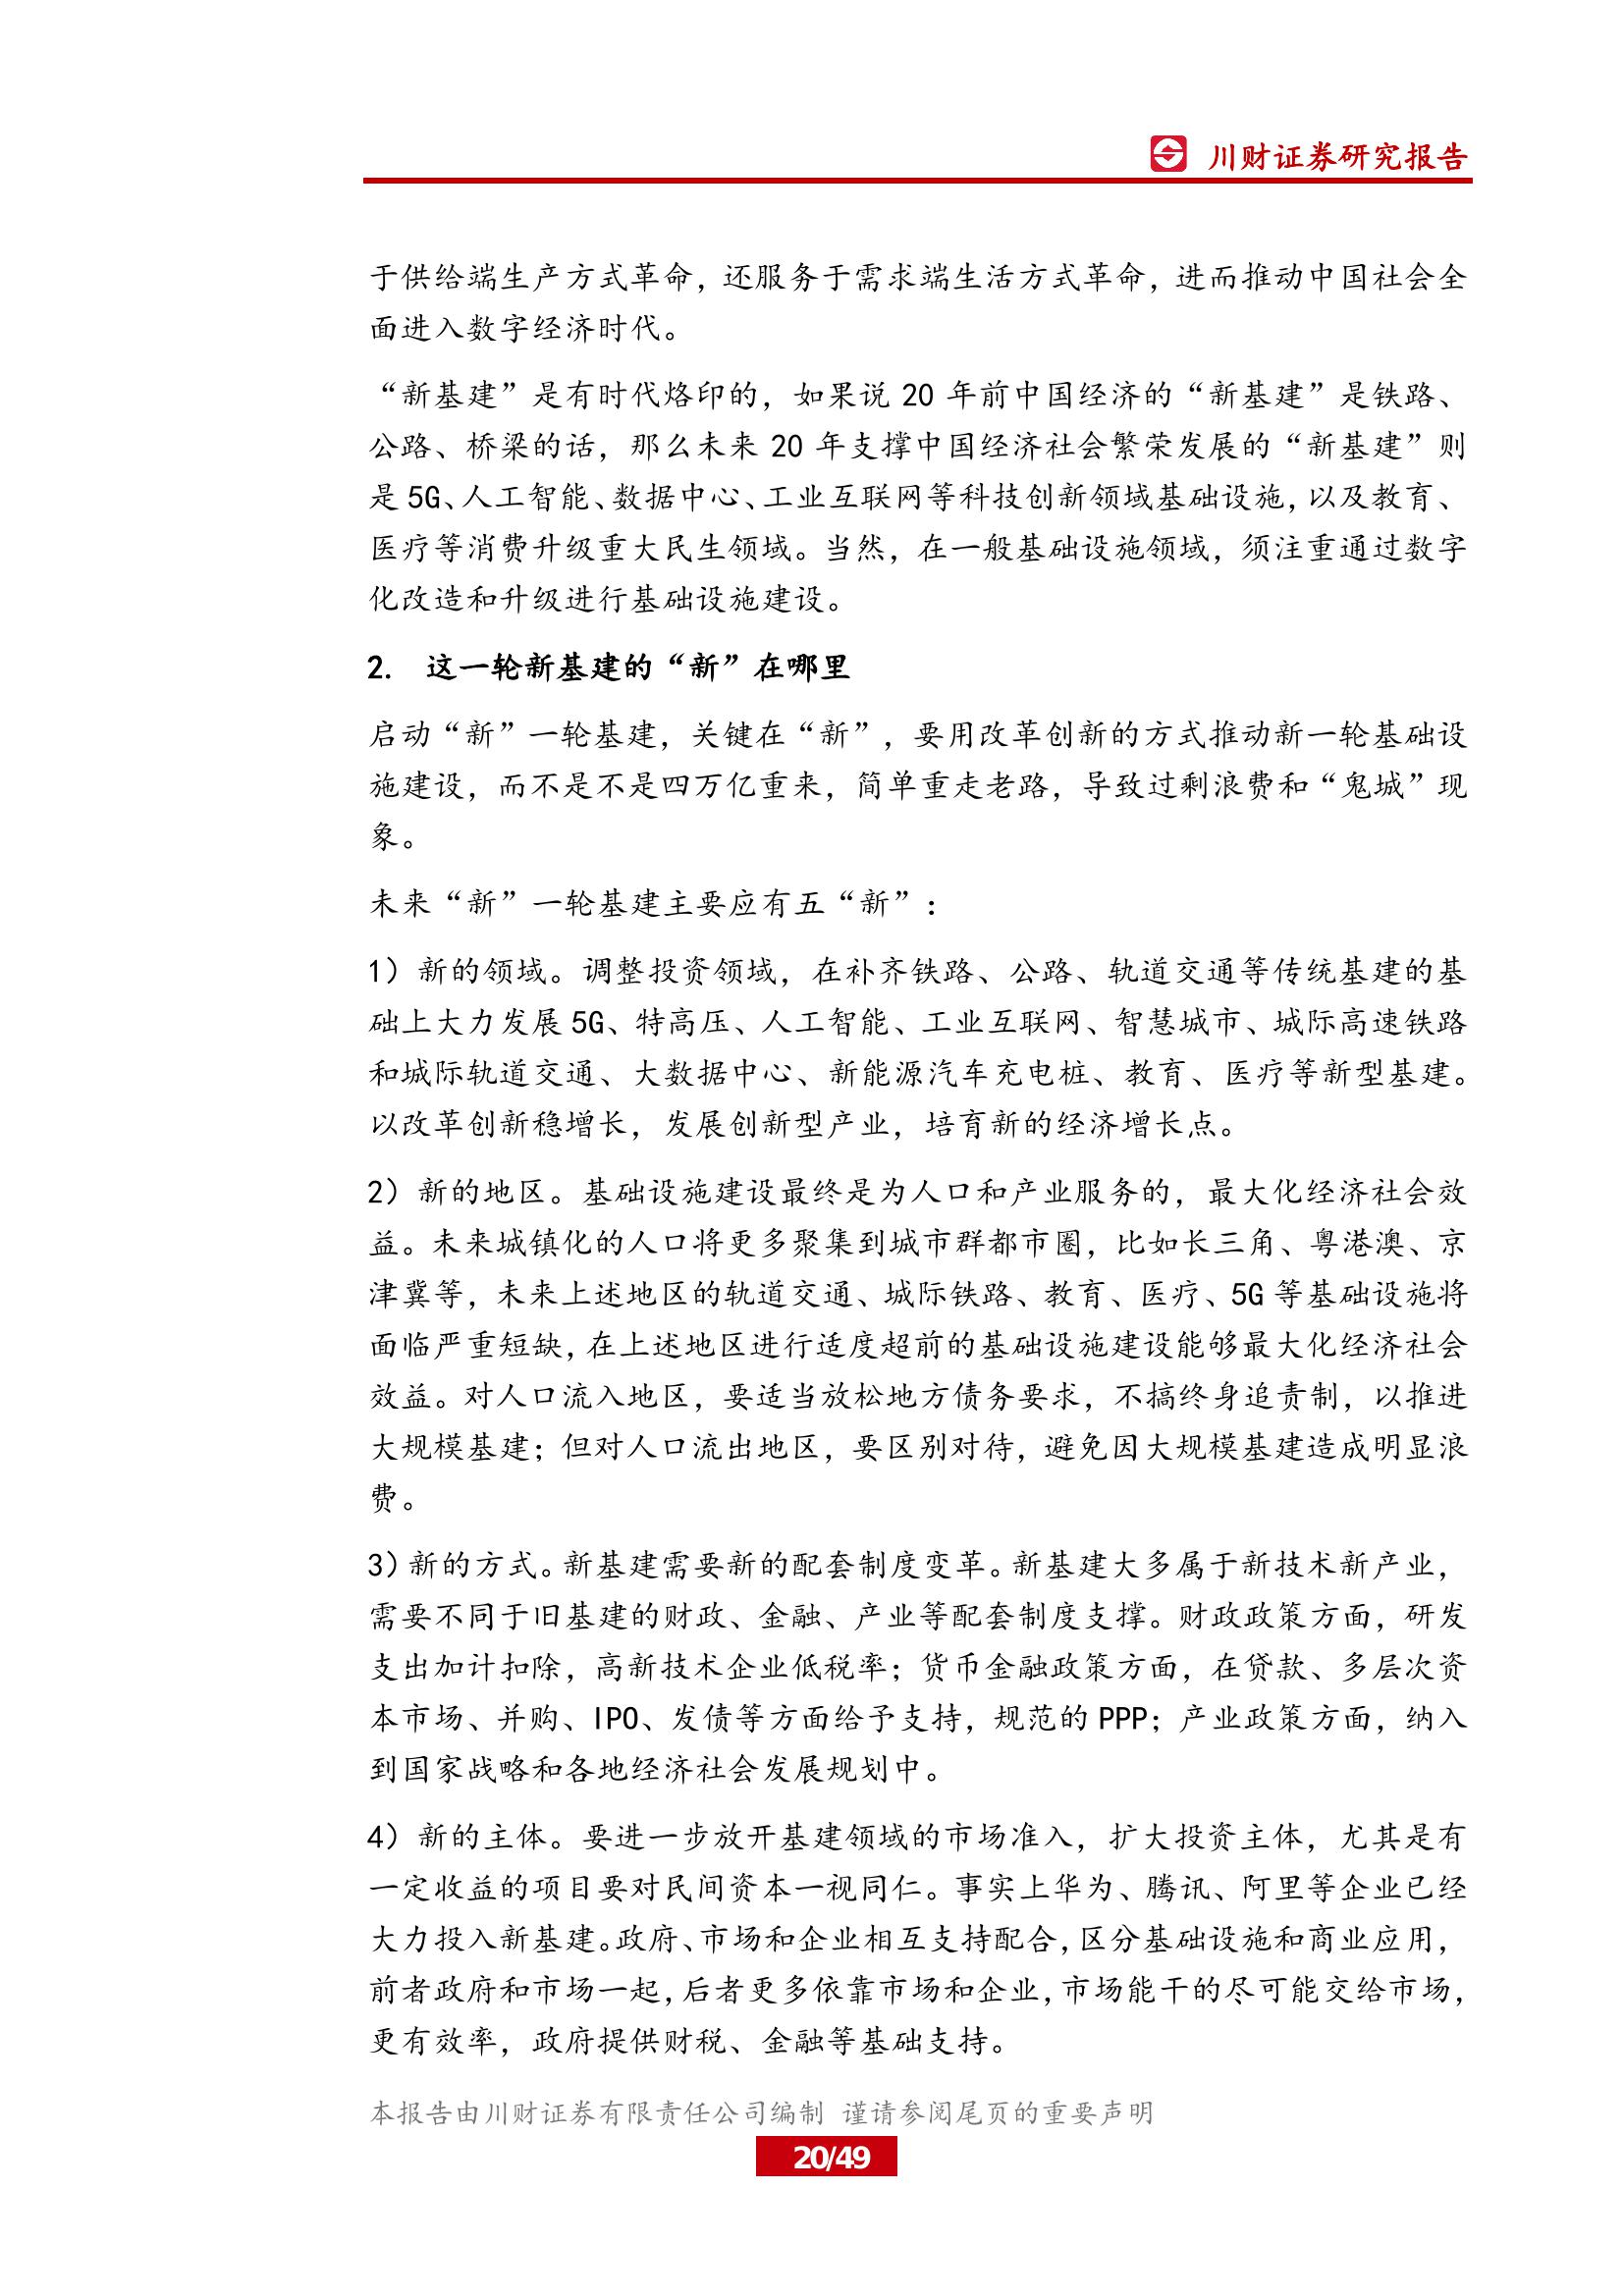 川财证券研究报告
于供给端生产方式革命，还服务于需求端生活方式革命，进而推动中国社会全
面进入数字经济时代。
“新基建”是有时代烙印的，如果说 20 年前中国经济的“新基建”是铁路、
公路、桥梁的话，那么未来 20 年支撑中国经济社会繁荣发展的“新基建”则
是 5G、人工智能、数据中心、工业互联网等科技创新领域基础设施，以及教育、
医疗等消费升级重大民生领域。当然，在一般基础设施领域，须注重通过数字
化改造和升级进行基础设施建设。
2. 这一轮新基建的“新”在哪里
启动“新”一轮基建，关键在“新”，要用改革创新的方式推动新一轮基础设
施建设，而不是不是四万亿重来，简单重走老路，导致过剩浪费和“鬼城”现
象。
未来“新”一轮基建主要应有五“新”：
1）新的领域。调整投资领域，在补齐铁路、公路、轨道交通等传统基建的基
础上大力发展 5G、特高压、人工智能、工业互联网、智慧城市、城际高速铁路
和城际轨道交通、大数据中心、新能源汽车充电桩、教育、医疗等新型基建。
以改革创新稳增长，发展创新型产业，培育新的经济增长点。
2）新的地区。基础设施建设最终是为人口和产业服务的，最大化经济社会效
益。未来城镇化的人口将更多聚集到城市群都市圈，比如长三角、粤港澳、京
津冀等，未来上述地区的轨道交通、城际铁路、教育、医疗、5G 等基础设施将
面临严重短缺，在上述地区进行适度超前的基础设施建设能够最大化经济社会
效益。对人口流入地区，要适当放松地方债务要求，不搞终身追责制，以推进
大规模基建；但对人口流出地区，要区别对待，避免因大规模基建造成明显浪
费。
3）新的方式。新基建需要新的配套制度变革。新基建大多属于新技术新产业，
需要不同于旧基建的财政、金融、产业等配套制度支撑。财政政策方面，研发
支出加计扣除，高新技术企业低税率；货币金融政策方面，在贷款、多层次资
本市场、并购、IPO、发债等方面给予支持，规范的 PPP；产业政策方面，纳入
到国家战略和各地经济社会发展规划中。
4）新的主体。要进一步放开基建领域的市场准入，扩大投资主体，尤其是有
一定收益的项目要对民间资本一视同仁。事实上华为、腾讯、阿里等企业已经
大力投入新基建。政府、市场和企业相互支持配合，区分基础设施和商业应用，
前者政府和市场一起，后者更多依靠市场和企业，市场能干的尽可能交给市场，
更有效率，政府提供财税、金融等基础支持。
本报告由川财证券有限责任公司编制 谨请参阅尾页的重要声明
20/49